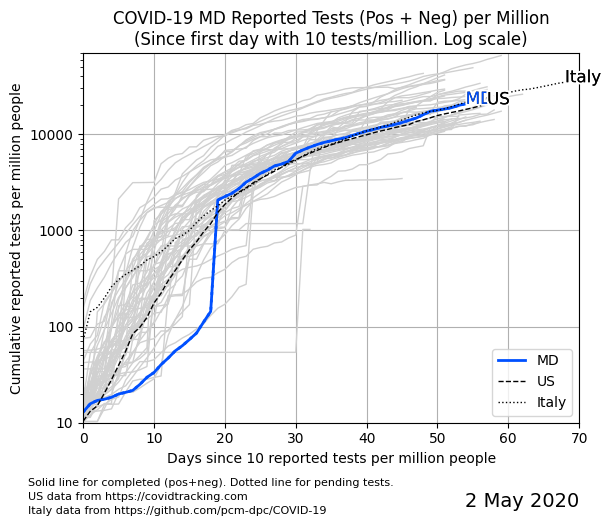 COVID-19 MD Reported Tests (Pos + Neg) per Million
(Since first day with 10 tests/million. Log scale)
Cumulative reported tests per million people
10000
1000
100
10
Italy
MD
US
MD
US
Italy
0 10 20 30 40 50 60 70
Days since 10 reported tests per million people
Solid line for completed (pos+neg). Dotted line for pending tests.
US data from https://covidtracking.com
Italy data from https://github.com/pcm-dpc/COVID-19
2 May 2020